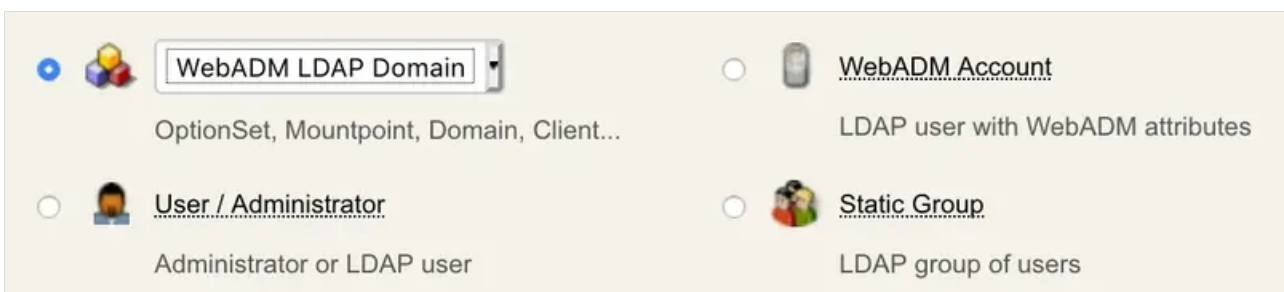 WebADM LDAP Domain
WebADM Account
OptionSet, Mountpoint, Domain, Client...
LDAP user with WebADM attributes
User / Administrator
Static Group
Administrator or LDAP user
LDAP group of users